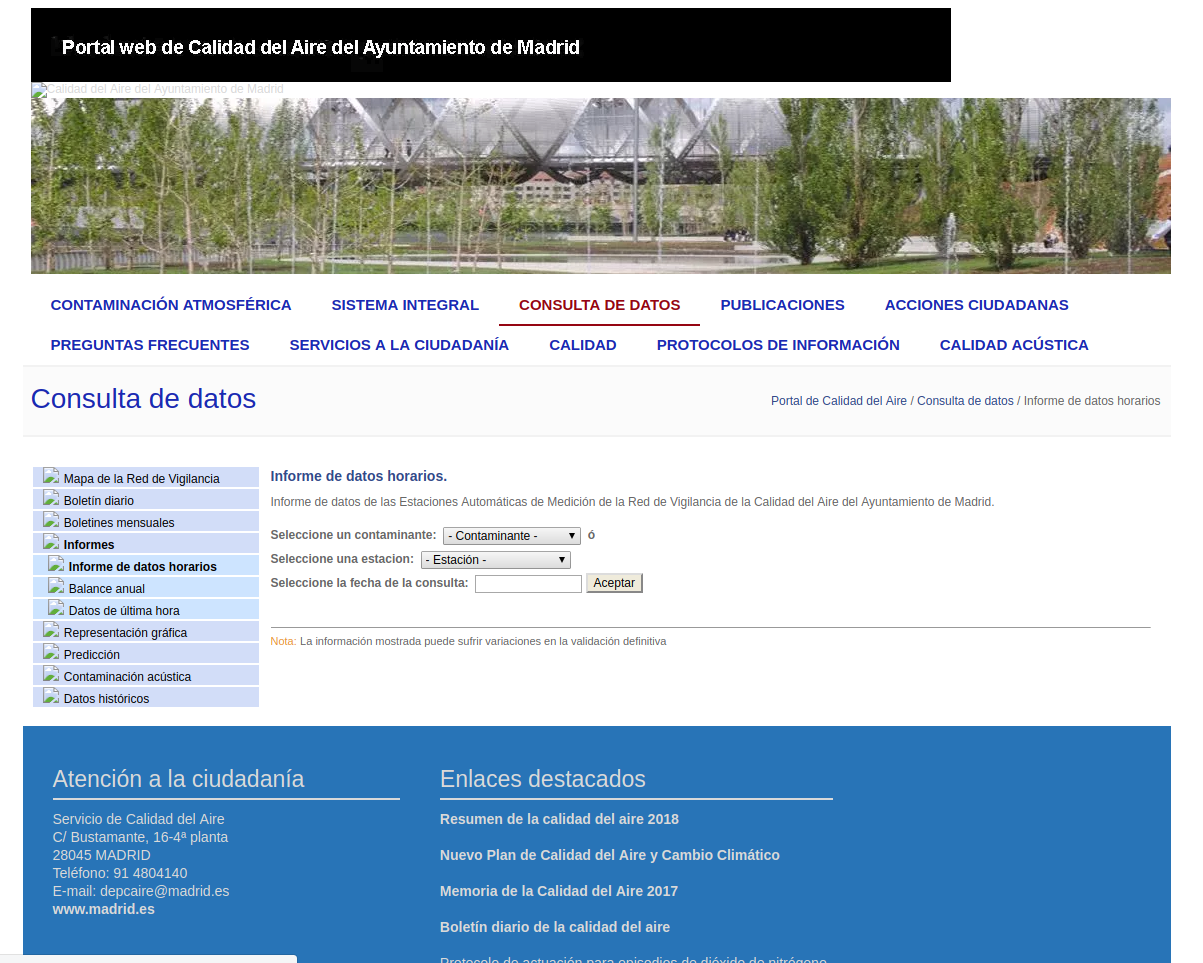 Portal web de Calidad del Aire del Ayuntamiento de Madrid
Calidad del Aire del Ayuntamiento de Madrid
CONTAMINACIÓN ATMOSFÉRICA SISTEMA INTEGRAL CONSULTA DE DATOS PUBLICACIONES ACCIONES CIUDADANAS
PREGUNTAS FRECUENTES SERVICIOS A LA CIUDADANÍA CALIDAD PROTOCOLOS DE INFORMACIÓN CALIDAD ACÚSTICA
Consulta de datos
Portal de Calidad del Aire / Consulta de datos / Informe de datos horarios
Mapa de la Red de Vigilancia
Boletín diario
Boletines mensuales
Informes
Informe de datos horarios
Balance anual
Datos de última hora
Representación gráfica
Predicción
Contaminación acústica
Datos históricos
Informe de datos horarios.
Informe de datos de las Estaciones Automáticas de Medición de la Red de Vigilancia de la Calidad del Aire del Ayuntamiento de Madrid.
Seleccione un contaminante: - Contaminante - ó
Seleccione una estacion: - Estación -
Seleccione la fecha de la consulta: Aceptar
Nota: La información mostrada puede sufrir variaciones en la validación definitiva
Atención a la ciudadanía
Servicio de Calidad del Aire
C/ Bustamante, 16-4ª planta
28045 MADRID
Teléfono: 91 4804140
E-mail: depcaire@madrid.es
www.madrid.es
Enlaces destacados
Resumen de la calidad del aire 2018
Nuevo Plan de Calidad del Aire y Cambio Climático
Memoria de la Calidad del Aire 2017
Boletín diario de la calidad del aire
Protocolo de actuación para episodios de dióxido de nitrógeno